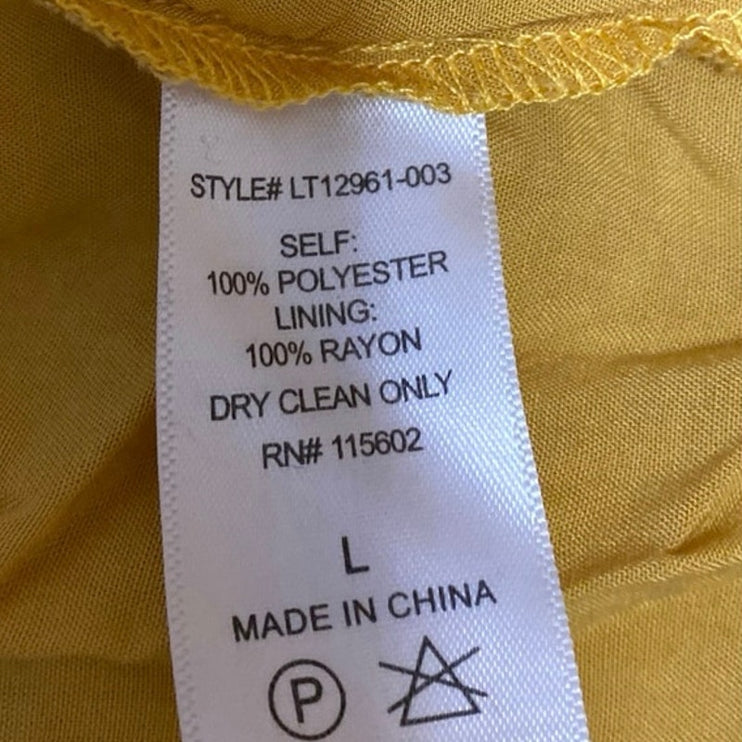 STYLE# LT12961-003
SELF:
100% POLYESTER
LINING:
100% RAYON
DRY CLEAN ONLY
RN# 115602
L
MADE IN CHINA
P